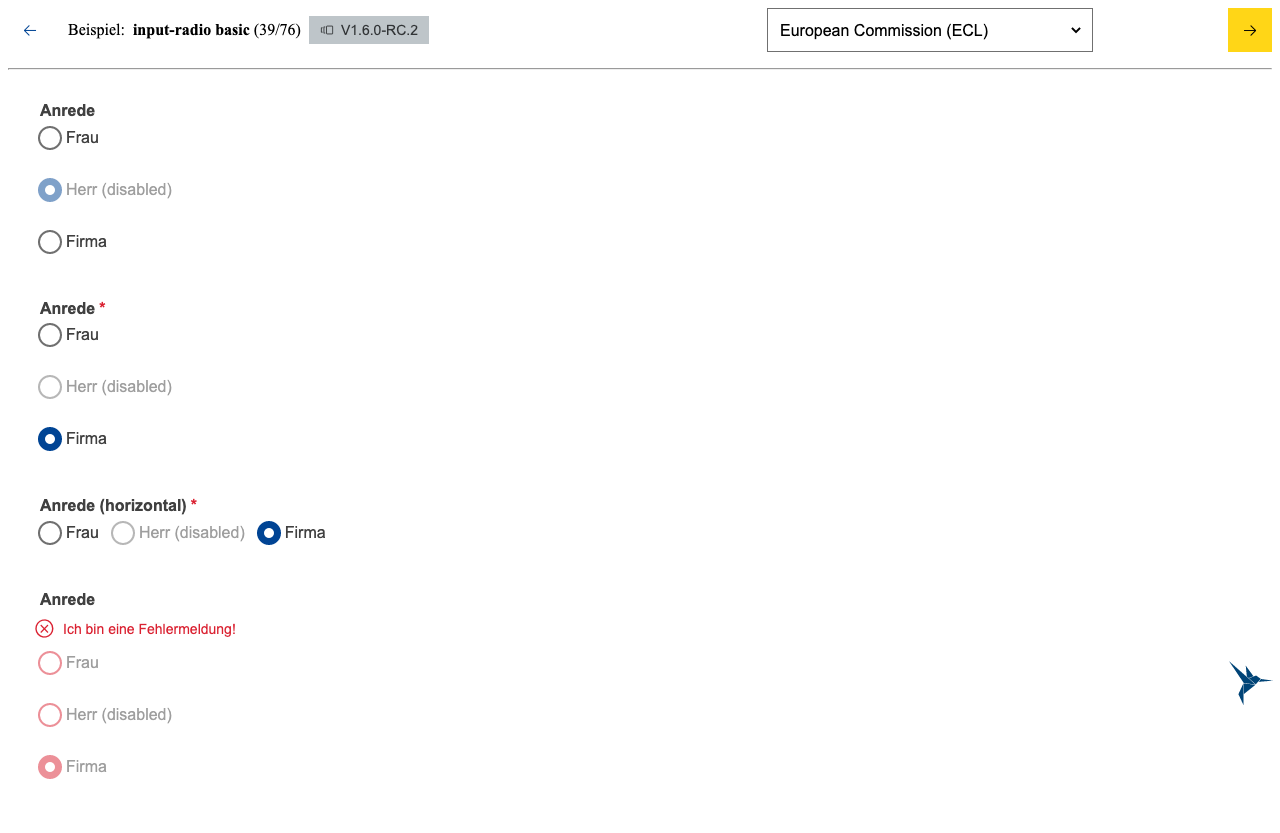 Beispiel: input-radio basic (39/76) V1.6.0-RC.2 European Commission (ECL)
Anrede
Frau
Herr (disabled)
Firma
Anrede *
Frau
Herr (disabled)
Firma
Anrede (horizontal) *
Frau Herr (disabled) Firma
Anrede
Ich bin eine Fehlermeldung!
Frau
Herr (disabled)
Firma